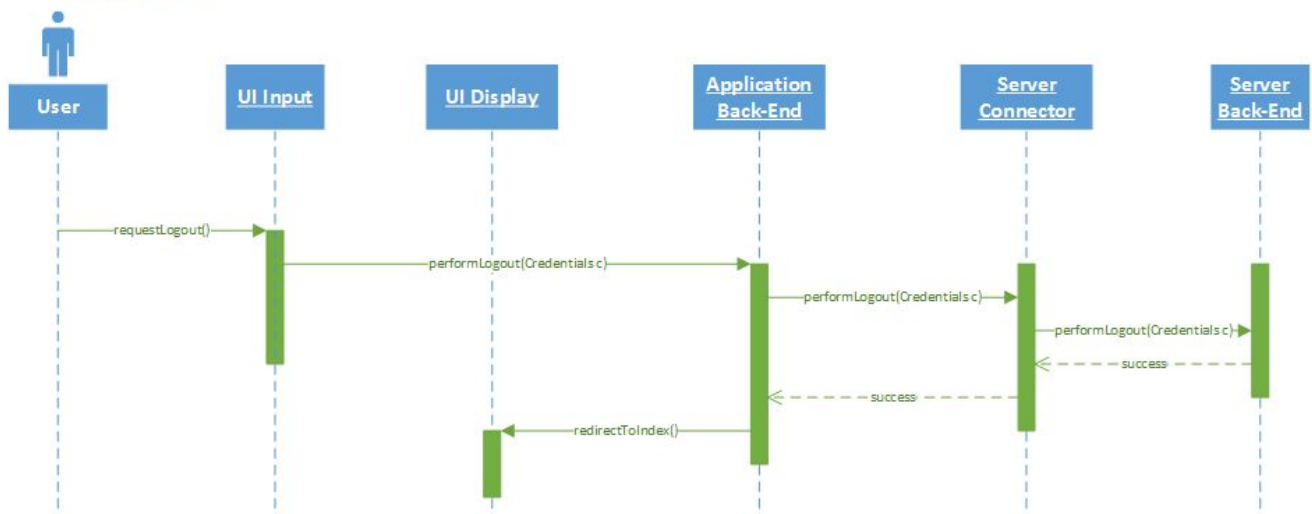 User
UI Input
UI Display
Application
Back-End
Server
Connector
Server
Back-End
requestLogout()
performLogout(Credentials c)
performLogout(Credentials c)
performLogout(Credentials c)
success
success
redirectToIndex()